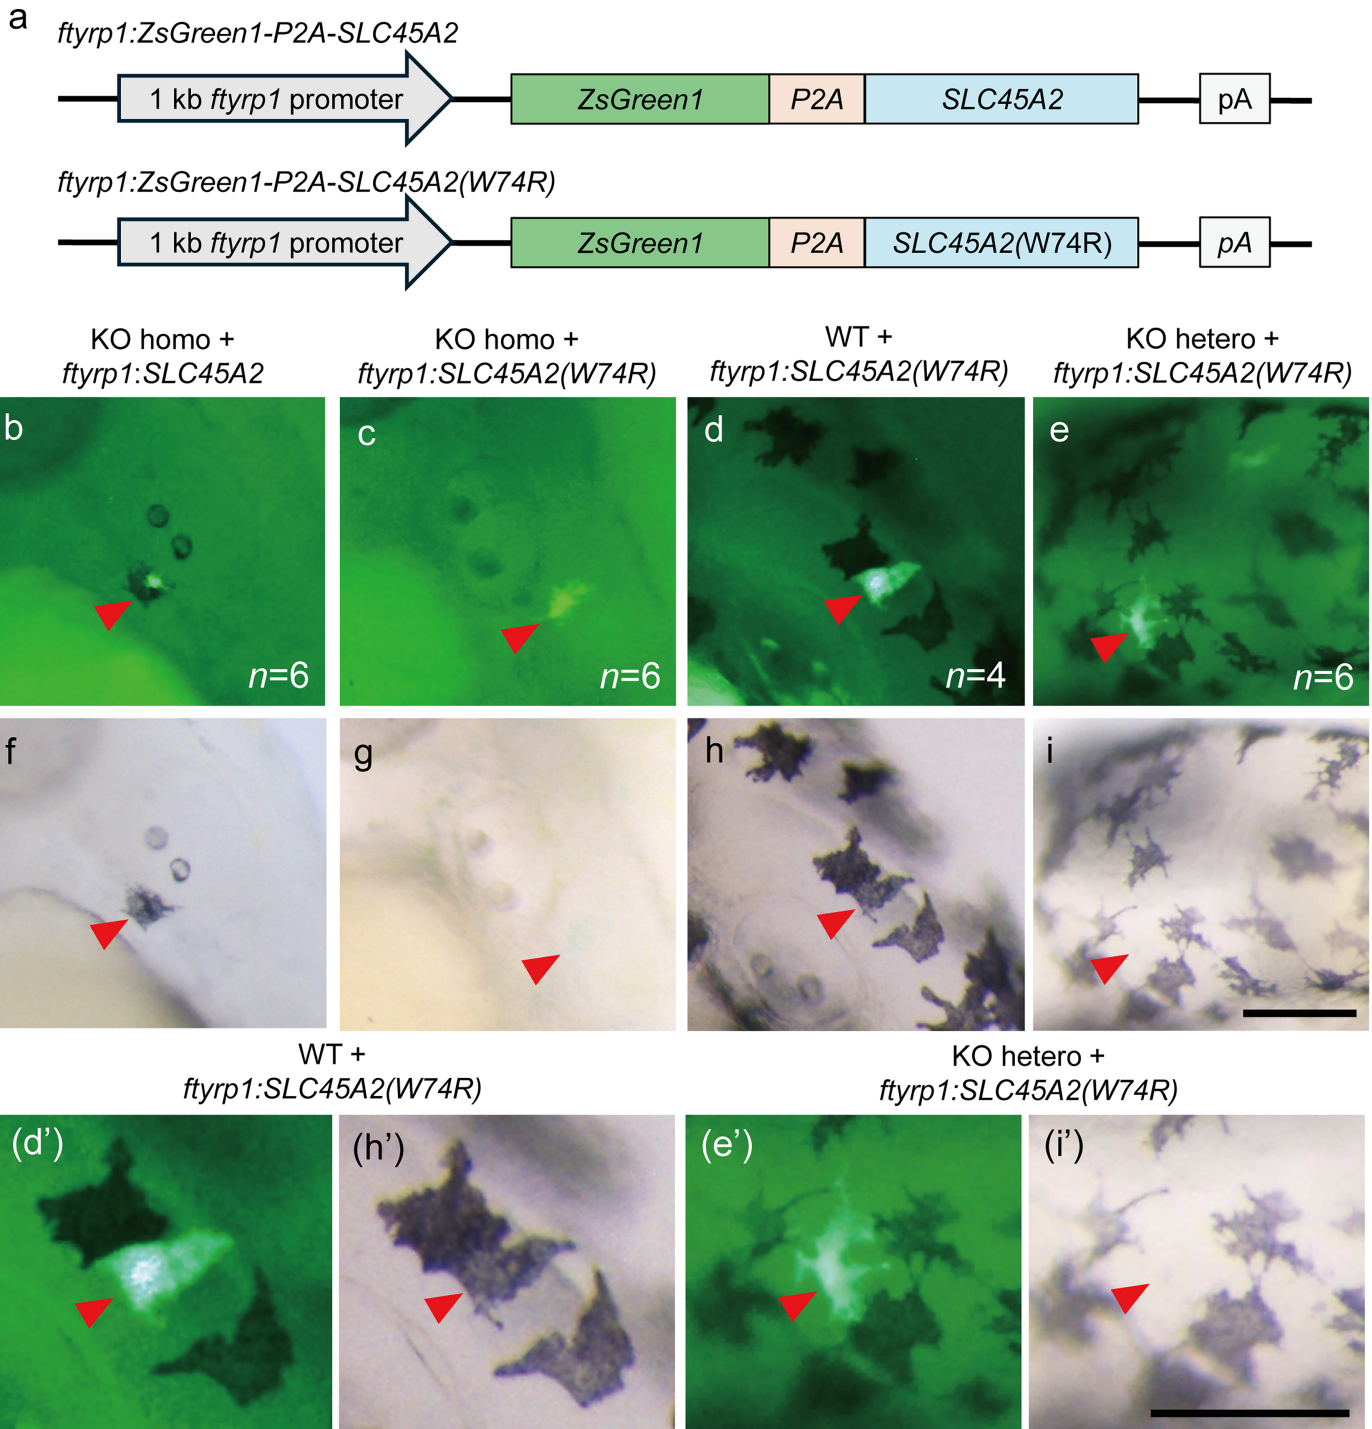 a
ftyrp1:ZsGreen1-P2A-SLC45A2
1 kb ftyrp1 promoter ZsGreen1 P2A SLC45A2 pA
ftyrp1:ZsGreen1-P2A-SLC45A2(W74R)
1 kb ftyrp1 promoter ZsGreen1 P2A SLC45A2(W74R) pA
KO homo +
ftyrp1:SLC45A2
KO homo +
ftyrp1:SLC45A2(W74R)
WT +
ftyrp1:SLC45A2(W74R)
KO hetero +
ftyrp1:SLC45A2(W74R)
b c d e
n=6 n=6 n=4 n=6
f g h i
WT +
ftyrp1:SLC45A2(W74R)
KO hetero +
ftyrp1:SLC45A2(W74R)
(d’) (h’) (e’) (i’)